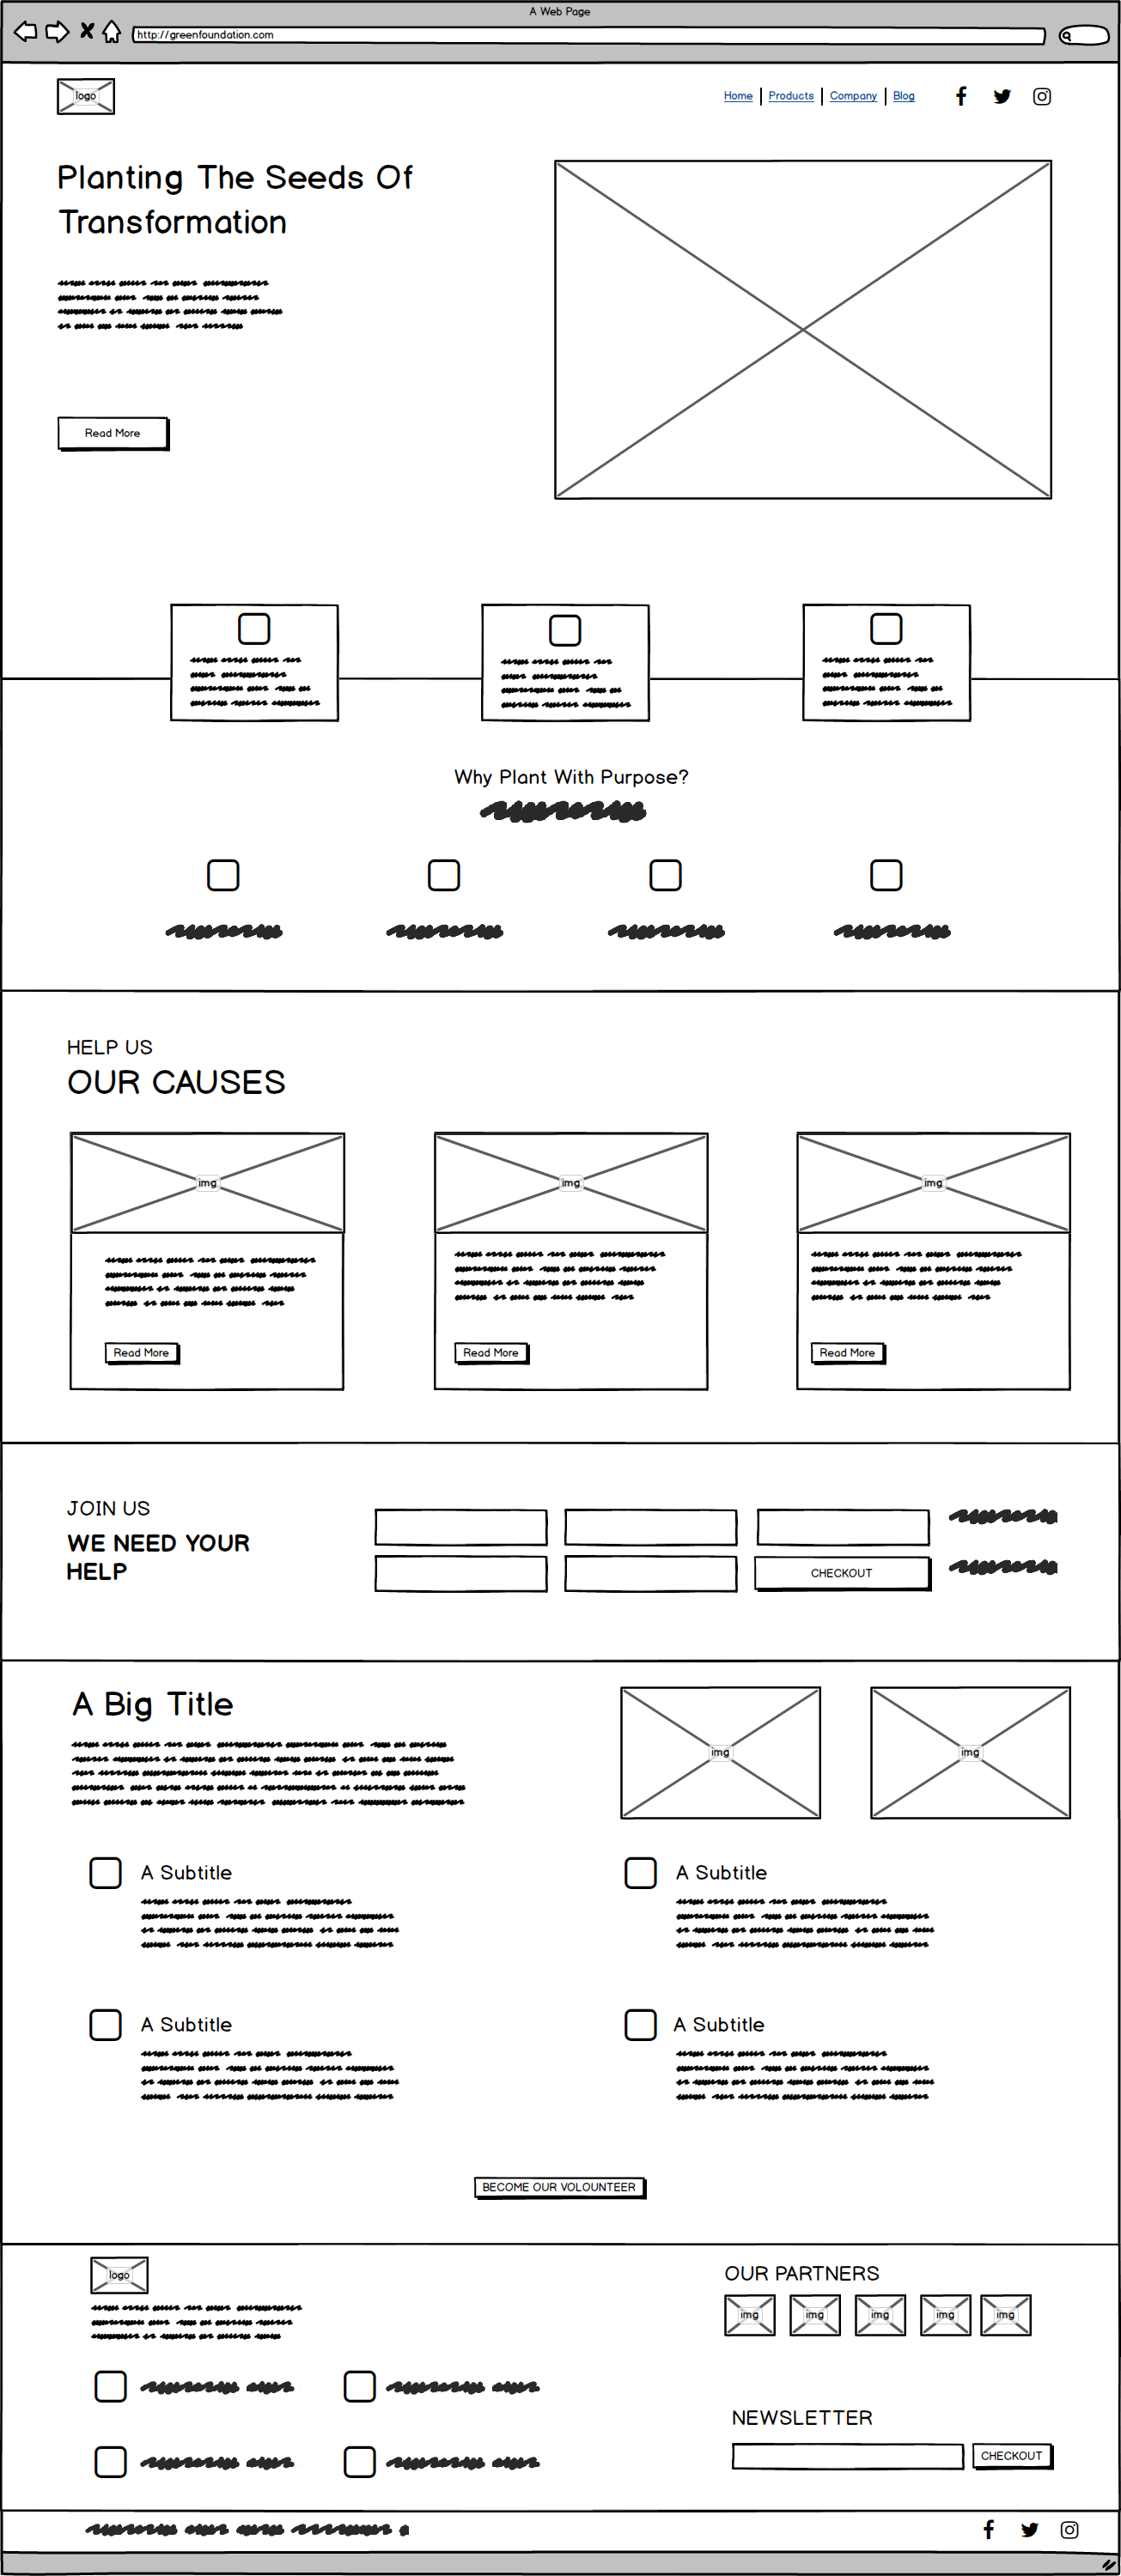 A Web Page
http://greenfoundation.com
logo
Home Products Company Blog
Planting The Seeds Of
Transformation
Read More
Why Plant With Purpose?
HELP US
OUR CAUSES
img img img
Read More Read More Read More
JOIN US
WE NEED YOUR
HELP
CHECKOUT
A Big Title
img img
A Subtitle A Subtitle
A Subtitle A Subtitle
BECOME OUR VOLOUNTEER
logo
OUR PARTNERS
img img img img img
NEWSLETTER
CHECKOUT